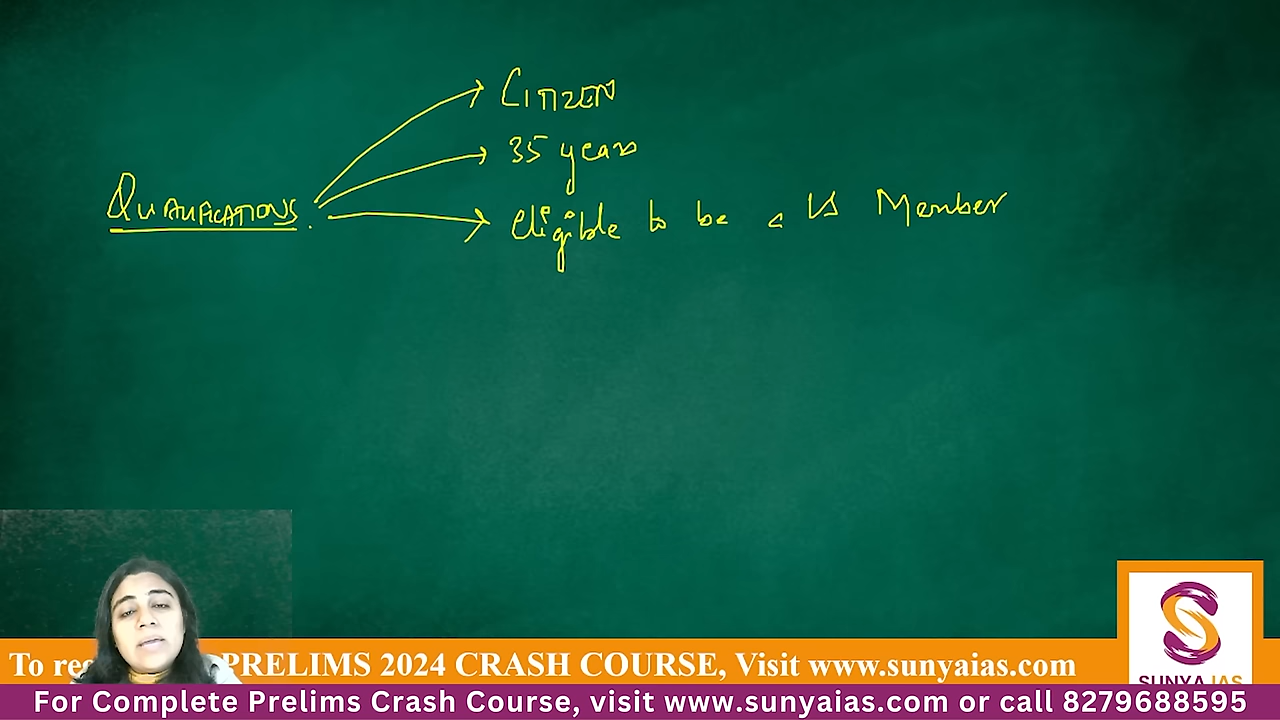 CITIZEN
35 years
QUALIFICATIONS.
eligible to be a LS Member
To PRELIMS 2024 CRASH COURSE, Visit www.sunyaias.com
SUNYA IAS
For Complete Prelims Crash Course, visit www.sunyaias.com or call 8279688595